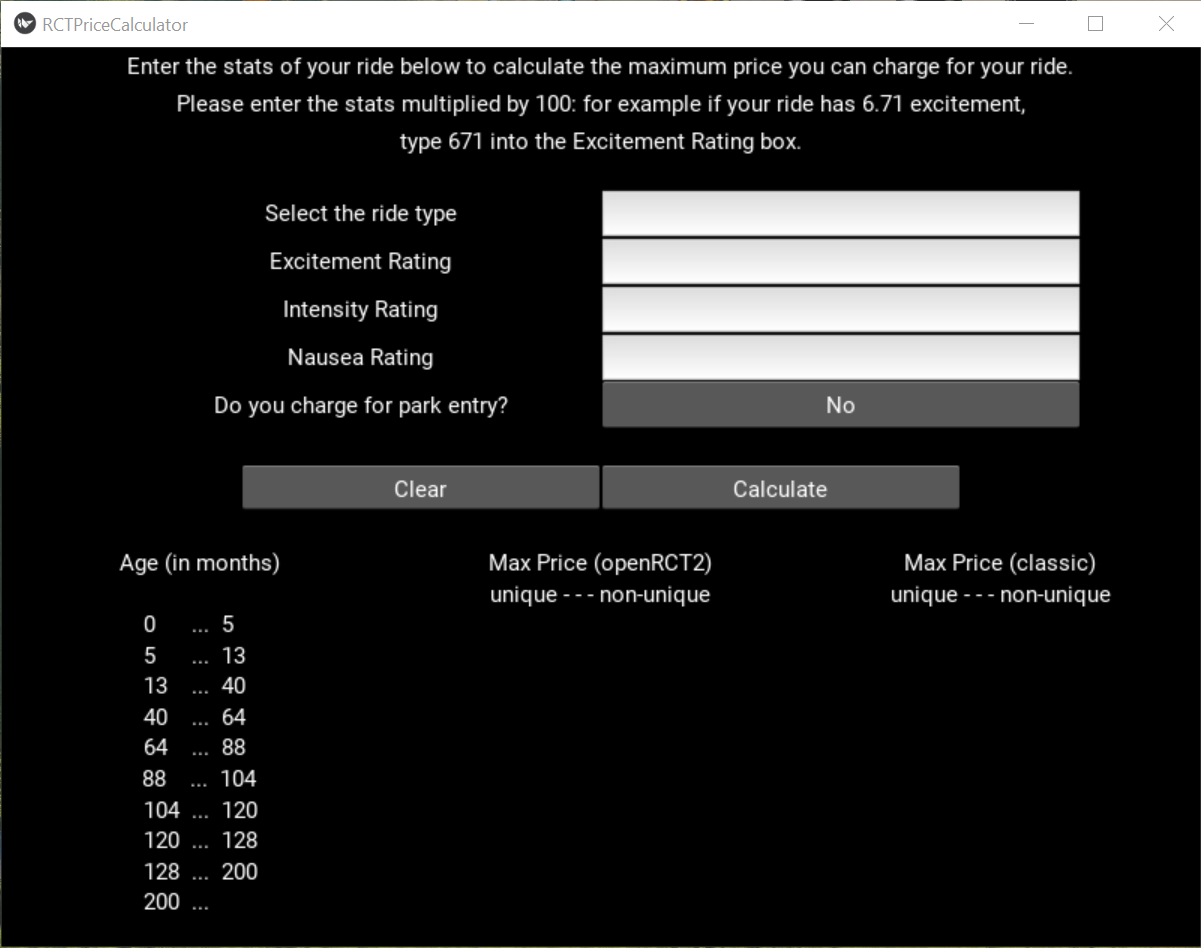 RCTPriceCalculator
Enter the stats of your ride below to calculate the maximum price you can charge for your ride.
Please enter the stats multiplied by 100: for example if your ride has 6.71 excitement,
type 671 into the Excitement Rating box.
Select the ride type
Excitement Rating
Intensity Rating
Nausea Rating
Do you charge for park entry? No
Clear Calculate
Age (in months) Max Price (openRCT2) Max Price (classic)
unique - - - non-unique unique - - - non-unique
0 ... 5
5 ... 13
13 ... 40
40 ... 64
64 ... 88
88 ... 104
104 ... 120
120 ... 128
128 ... 200
200 ...